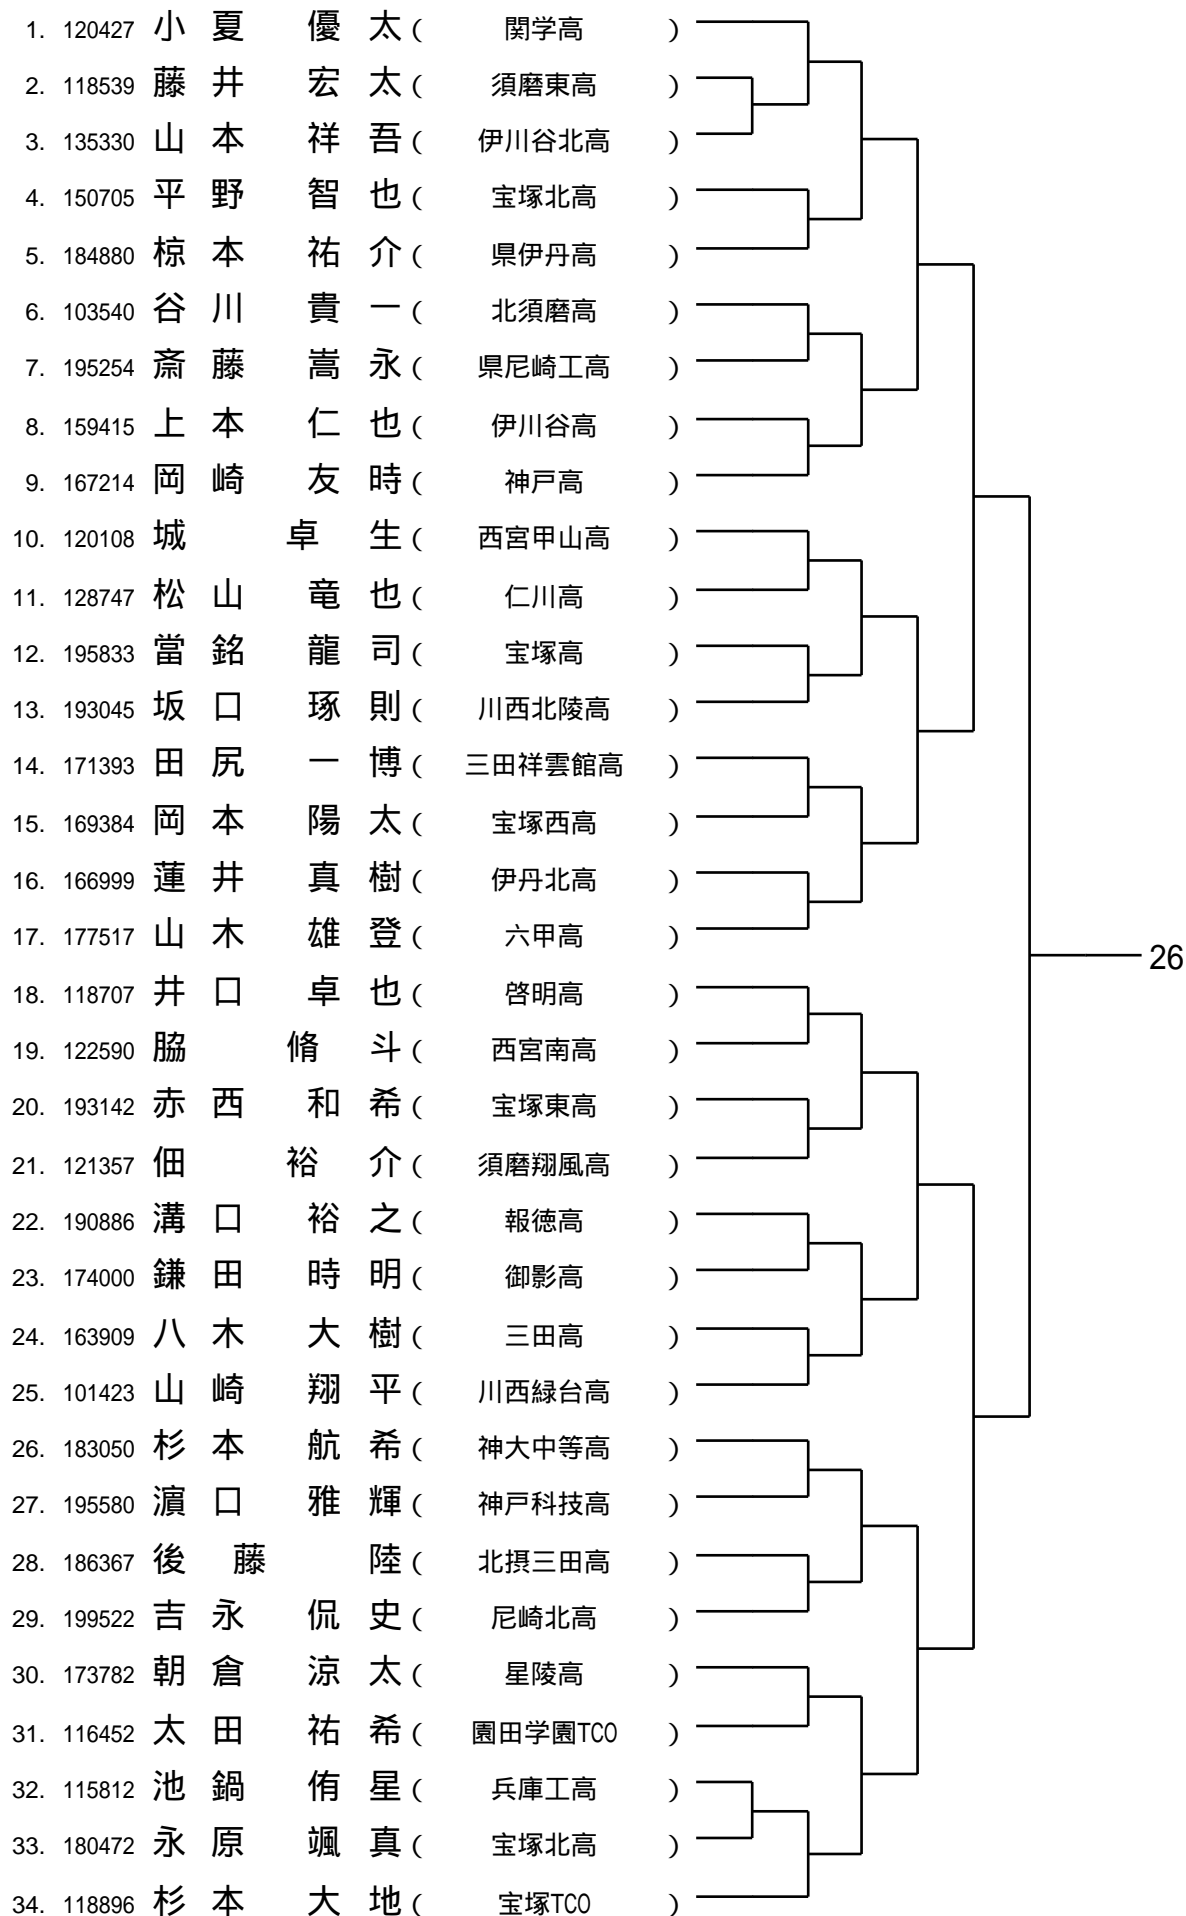 1. 120427 小夏 優太 ( 関学高 )
2. 118539 藤井 宏太 ( 須磨東高 )
3. 135330 山本 祥吾 ( 伊川谷北高 )
4. 150705 平野 智也 ( 宝塚北高 )
5. 184880 椋本 祐介 ( 県伊丹高 )
6. 103540 谷川 貴一 ( 北須磨高 )
7. 195254 斎藤 嵩永 ( 県尼崎工高 )
8. 159415 上本 仁也 ( 伊川谷高 )
9. 167214 岡崎 友時 ( 神戸高 )
10. 120108 城 卓生 ( 西宮甲山高 )
11. 128747 松山 竜也 ( 仁川高 )
12. 195833 當銘 龍司 ( 宝塚高 )
13. 193045 坂口 琢則 ( 川西北陵高 )
14. 171393 田尻 一博 ( 三田祥雲館高 )
15. 169384 岡本 陽太 ( 宝塚西高 )
16. 166999 蓮井 真樹 ( 伊丹北高 )
17. 177517 山木 雄登 ( 六甲高 )
26
18. 118707 井口 卓也 ( 啓明高 )
19. 122590 脇 脩斗 ( 西宮南高 )
20. 193142 赤西 和希 ( 宝塚東高 )
21. 121357 佃 裕介 ( 須磨翔風高 )
22. 190886 溝口 裕之 ( 報徳高 )
23. 174000 鎌田 時明 ( 御影高 )
24. 163909 八木 大樹 ( 三田高 )
25. 101423 山崎 翔平 ( 川西緑台高 )
26. 183050 杉本 航希 ( 神大中等高 )
27. 195580 濵口 雅輝 ( 神戸科技高 )
28. 186367 後藤 陸 ( 北摂三田高 )
29. 199522 吉永 侃史 ( 尼崎北高 )
30. 173782 朝倉 涼太 ( 星陵高 )
31. 116452 太田 祐希 ( 園田学園TCO )
32. 115812 池鍋 侑星 ( 兵庫工高 )
33. 180472 永原 颯真 ( 宝塚北高 )
34. 118896 杉本 大地 ( 宝塚TCO )